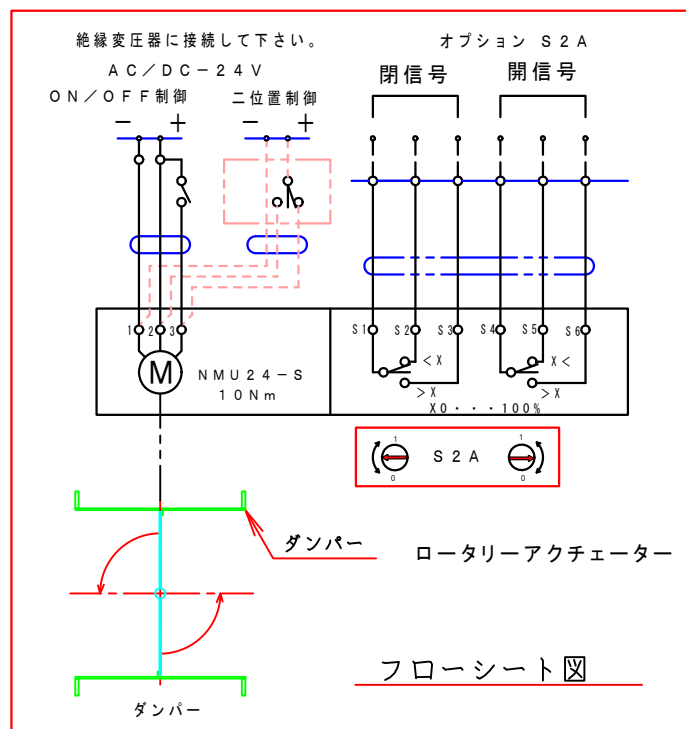 絶縁変圧器に接続して下さい。
オプション S2A
AC/DC-24V
閉信号
開信号
ON/OFF制御
二位置制御
- +
- +
1 2 3
S1 S2 S3 S4 S5 S6
M
NMU24-S
10Nm
<X
>X
X<
>X
X0・・・100%
1
0
S2A
1
0
ダンパー
ロータリーアクチェーター
フローシート図
ダンパー